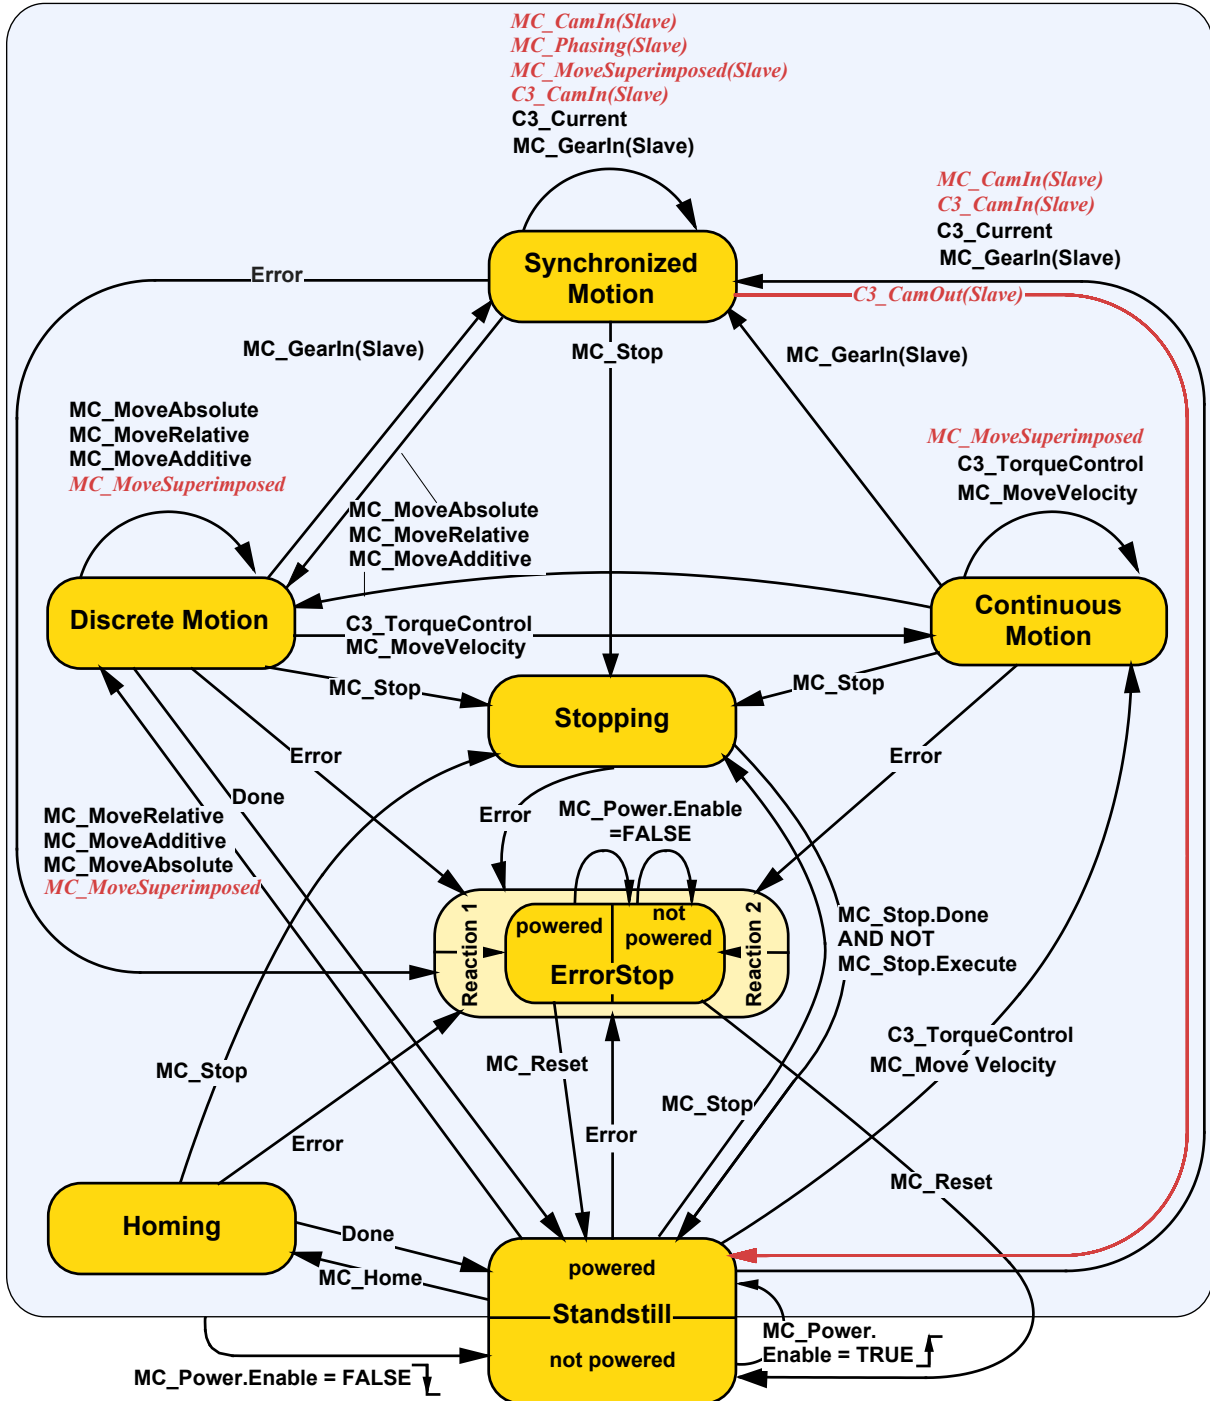 MC_CamIn(Slave)
MC_Phasing(Slave)
MC_MoveSuperimposed(Slave)
C3_CamIn(Slave)
C3_Current
MC_GearIn(Slave)
MC_CamIn(Slave)
C3_CamIn(Slave)
C3_Current
MC_GearIn(Slave)
Synchronized
Motion
Error
C3_CamOut(Slave)
MC_GearIn(Slave)
MC_Stop
MC_GearIn(Slave)
MC_MoveAbsolute
MC_MoveRelative
MC_MoveAdditive
MC_MoveSuperimposed
MC_MoveSuperimposed
C3_TorqueControl
MC_MoveVelocity
MC_MoveAbsolute
MC_MoveRelative
MC_MoveAdditive
Discrete Motion
Continuous
Motion
C3_TorqueControl
MC_MoveVelocity
MC_Stop
MC_Stop
Stopping
Error
Error
Done
Error
MC_Power.Enable
=FALSE
MC_MoveRelative
MC_MoveAdditive
MC_MoveAbsolute
MC_MoveSuperimposed
Reaction 1
powered
not
powered
ErrorStop
Reaction 2
MC_Stop.Done
AND NOT
MC_Stop.Execute
C3_TorqueControl
MC_Move Velocity
MC_Stop
MC_Reset
MC_Stop
Error
Error
MC_Reset
Homing
Done
MC_Home
powered
Standstill
not powered
MC_Power.
Enable = TRUE
MC_Power.Enable = FALSE